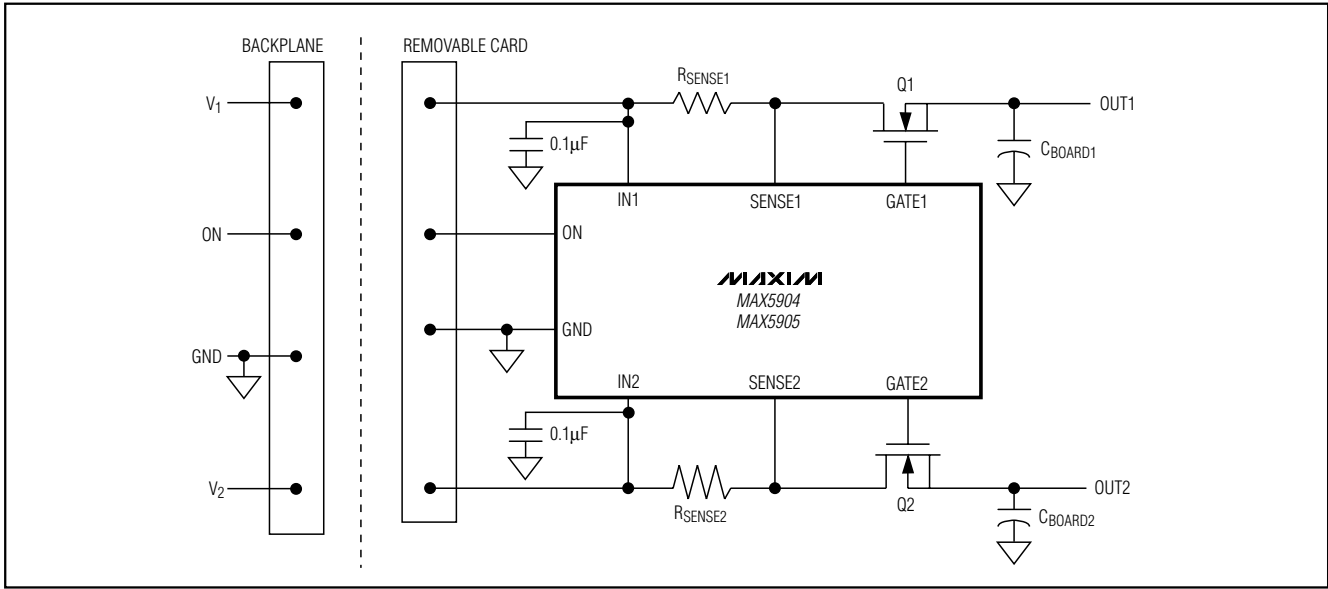 BACKPLANE
REMOVABLE CARD
V1
ON
GND
V2
RSENSE1
Q1
OUT1
0.1µF
CBOARD1
IN1
SENSE1
GATE1
ON
MAXIM
MAX5904
MAX5905
GND
IN2
SENSE2
GATE2
0.1µF
RSENSE2
Q2
OUT2
CBOARD2